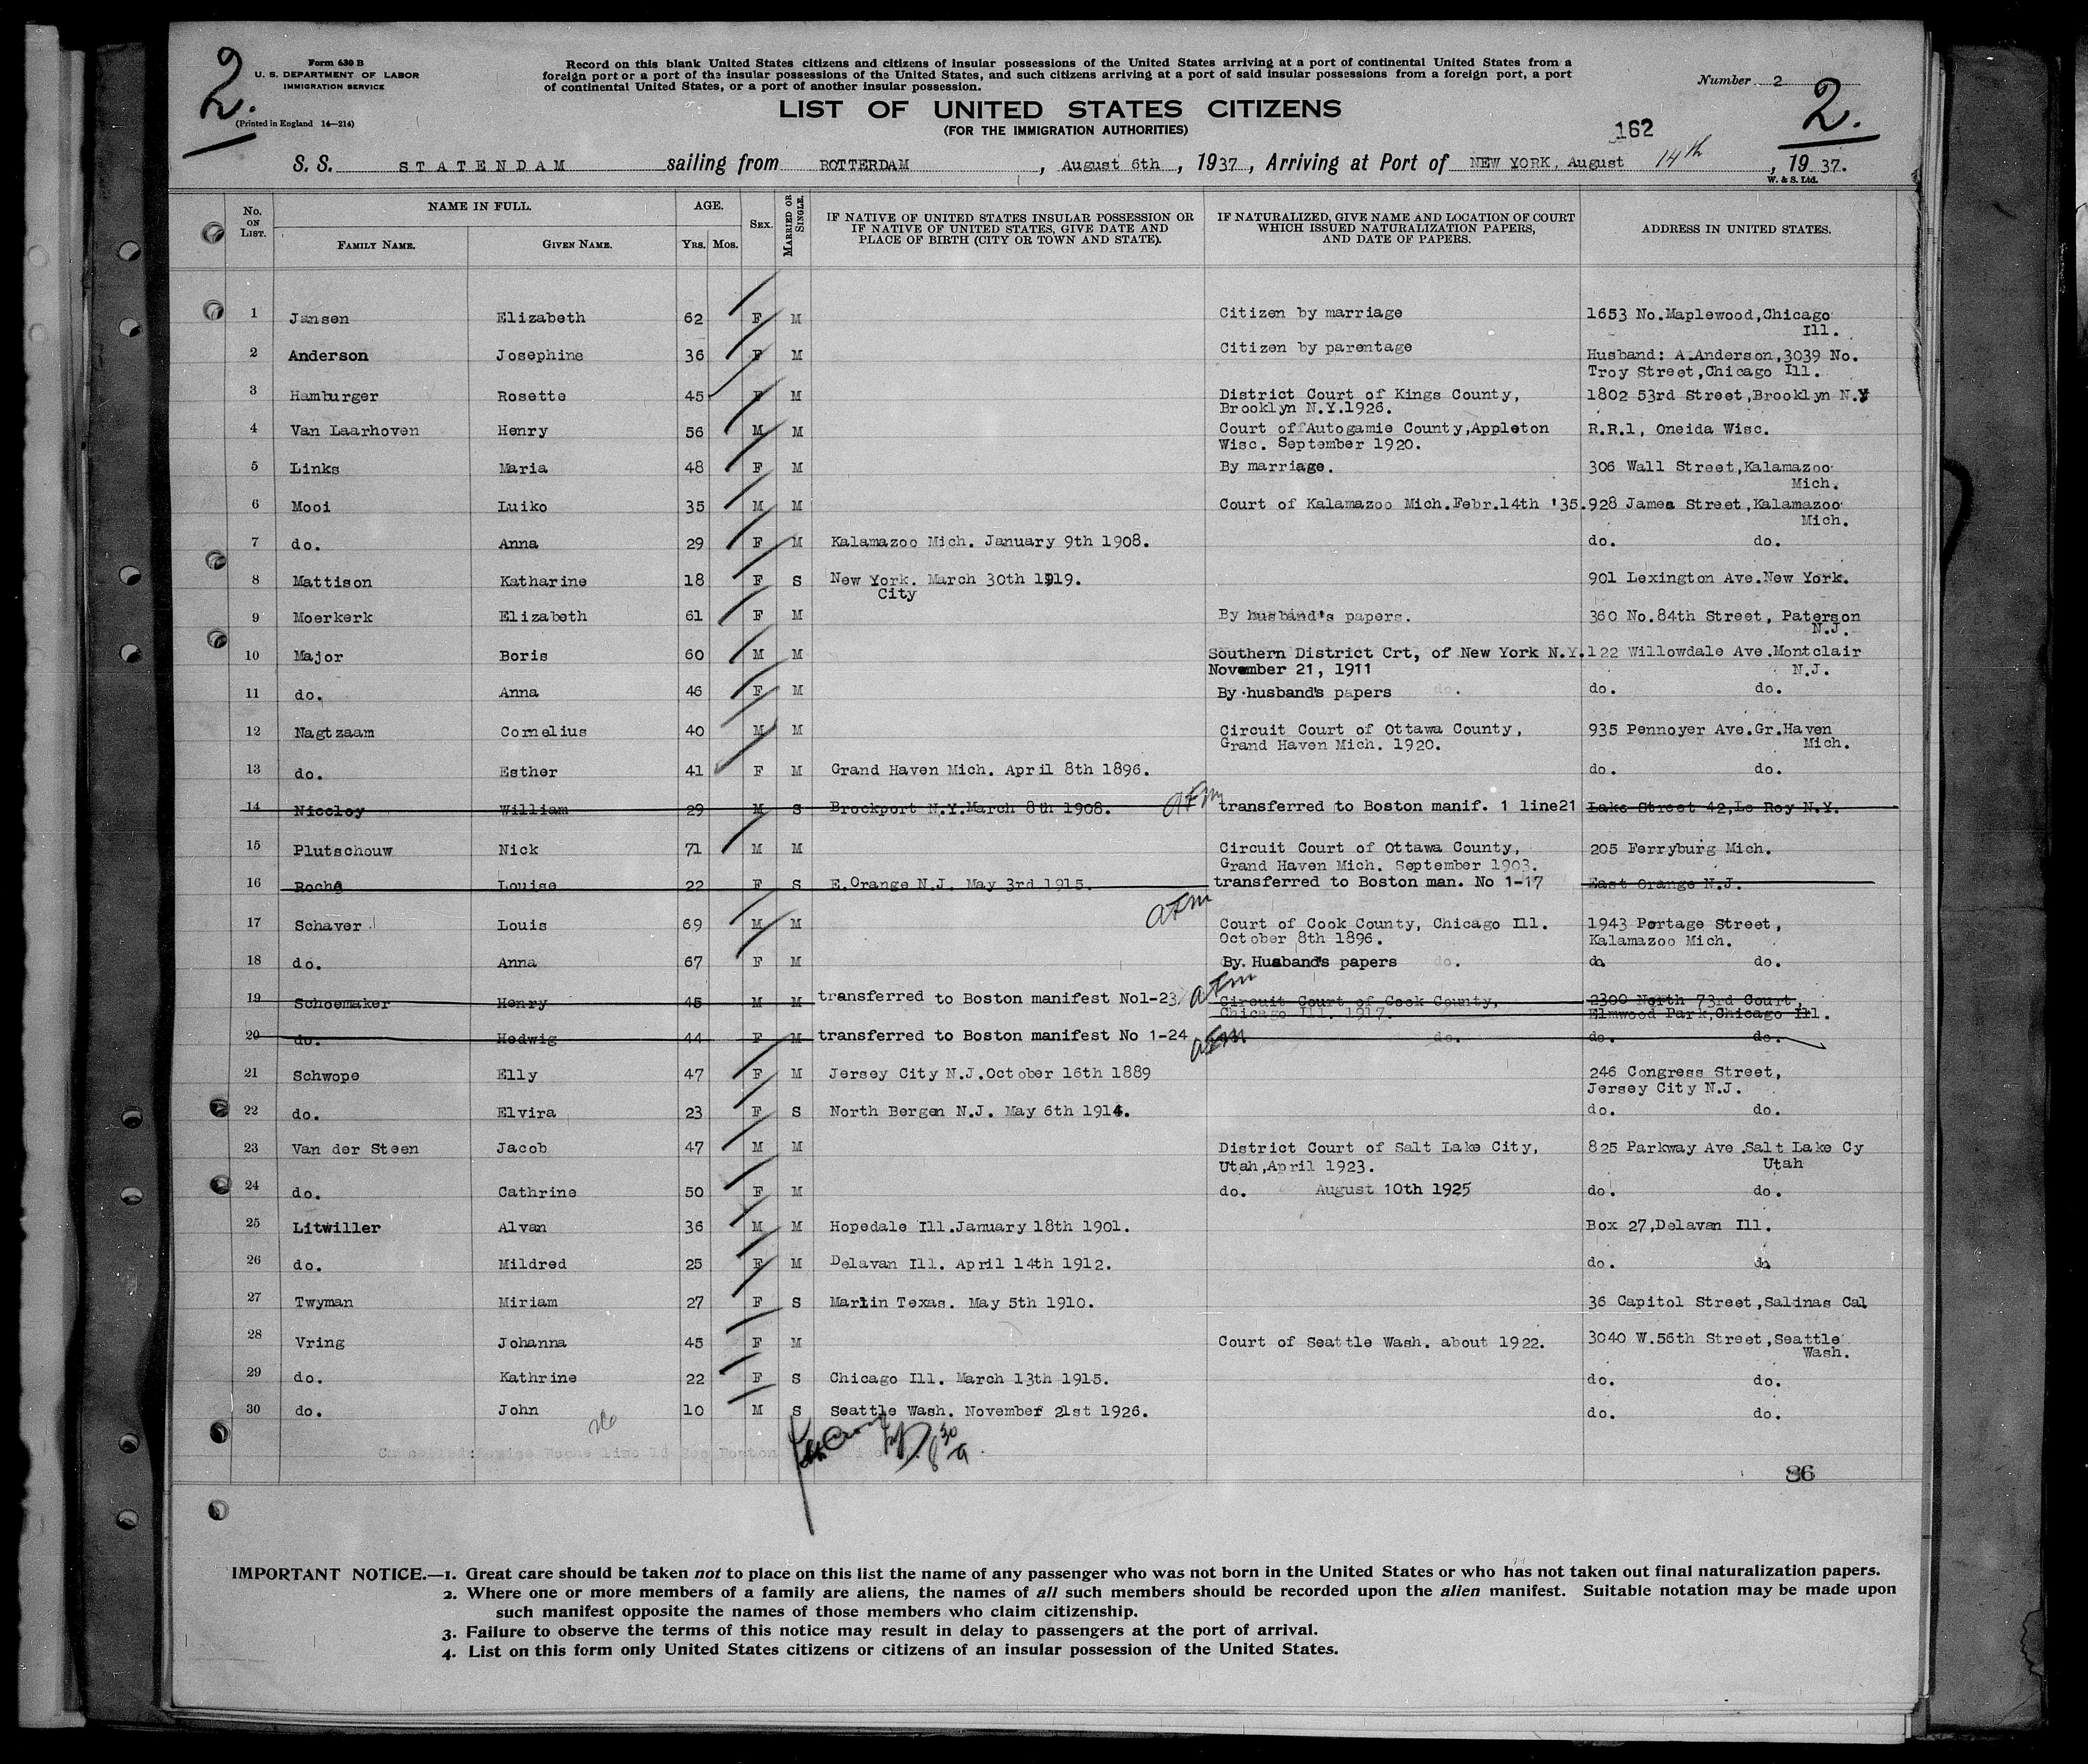 2.
Form 630 B
U. S. DEPARTMENT OF LABOR
IMMIGRATION SERVICE
(Printed in England 14—214)
Record on this blank United States citizens and citizens of insular possessions of the United States arriving at a port of continental United States from a
foreign port or a port of the insular possessions of the United States, and such citizens arriving at a port of said insular possessions from a foreign port, a port
of continental United States, or a port of another insular possession.
Number 2
2.
LIST OF UNITED STATES CITIZENS
(FOR THE IMMIGRATION AUTHORITIES)
162
S. S. STATENDAM sailing from ROTTERDAM, August 6th, 1937, Arriving at Port of NEW YORK, August 14th, 19 37.
W. & S. Ltd.
No. ON LIST.
NAME IN FULL.
FAMILY NAME. GIVEN NAME.
AGE.
YRS. MOS.
SEX.
MARRIED OR SINGLE.
IF NATIVE OF UNITED STATES INSULAR POSSESSION OR
IF NATIVE OF UNITED STATES, GIVE DATE AND
PLACE OF BIRTH (CITY OR TOWN AND STATE).
IF NATURALIZED, GIVE NAME AND LOCATION OF COURT
WHICH ISSUED NATURALIZATION PAPERS,
AND DATE OF PAPERS.
ADDRESS IN UNITED STATES.
1 Jansen Elizabeth 62 F M Citizen by marriage 1653 No.Maplewood,Chicago
Ill.
2 Anderson Josephine 36 F M Citizen by parentage Husband: A.Anderson,3039 No.
Troy Street,Chicago Ill.
3 Hamburger Rosette 45 F M District Court of Kings County, 1802 53rd Street,Brooklyn N.Y
Brooklyn N.Y.1926.
4 Van Laarhoven Henry 56 M M Court of Autogamie County,Appleton R.R.1, Oneida Wisc.
Wisc. September 1920.
5 Links Maria 48 F M By marriage. 306 Wall Street,Kalamazoo
Mich.
6 Mooi Luiko 35 M M Court of Kalamazoo Mich.Febr.14th '35. 928 James Street,Kalamazoo
Mich.
7 do. Anna 29 F M Kalamazoo Mich. January 9th 1908. do. do.
8 Mattison Katharine 18 F S New York. March 30th 1919. 901 Lexington Ave.New York.
City
9 Moerkerk Elizabeth 61 F M By husband's papers. 360 No.84th Street, Paterson
N.J.
10 Major Boris 60 M M Southern District Crt, of New York N.Y. 122 Willowdale Ave.Montclair
November 21, 1911 N.J.
11 do. Anna 46 F M By husband's papers do. do. do.
12 Nagtzaam Cornelius 40 M M Circuit Court of Ottawa County, 935 Pennoyer Ave.Gr.Haven
Grand Haven Mich. 1920. Mich.
13 do. Esther 41 F M Grand Haven Mich. April 8th 1896. do. do.
14 Niccloy William 29 M S Brockport N.Y.March 8th 1908. transferred to Boston manif. 1 line21 Lake Street 42,Le Roy N.Y.
15 Plutschouw Nick 71 M M Circuit Court of Ottawa County, 205 Ferryburg Mich.
Grand Haven Mich. September 1903.
16 Roche Louise 22 F S E.Orange N.J. May 3rd 1915. transferred to Boston man. No 1-17 East Orange N.J.
17 Schaver Louis 69 M M Court of Cook County, Chicago Ill. 1943 Portage Street,
October 8th 1896. Kalamazoo Mich.
18 do. Anna 67 F M By. Husband's papers do. do. do.
19 Schoemaker Henry 45 M M transferred to Boston manifest No1-23 Circuit Court of Cook County, 2300 North 73rd Court,
Chicago Ill. 1917. Elmwood Park,Chicago Ill.
20 do. Hedwig 44 F M transferred to Boston manifest No 1-24 do. do. do.
21 Schwope Elly 47 F M Jersey City N.J.October 16th 1889 246 Congress Street,
Jersey City N.J.
22 do. Elvira 23 F S North Bergen N.J. May 6th 1914. do. do.
23 Van der Steen Jacob 47 M M District Court of Salt Lake City, 825 Parkway Ave.Salt Lake Cy
Utah,April 1923. Utah
24 do. Cathrine 50 F M do. August 10th 1925 do. do.
25 Litwiller Alvan 36 M M Hopedale Ill.January 18th 1901. Box 27,Delavan Ill.
26 do. Mildred 25 F M Delavan Ill. April 14th 1912. do. do
27 Twyman Miriam 27 F S Marlin Texas. May 5th 1910. 36 Capitol Street,Salinas Cal
28 Vring Johanna 45 F M Court of Seattle Wash. about 1922. 3040 W.56th Street,Seattle
Wash.
29 do. Kathrine 22 F S Chicago Ill. March 13th 1915. do. do.
30 do. John 10 M S Seattle Wash. November 21st 1926. do. do.
86
IMPORTANT NOTICE.—1. Great care should be taken not to place on this list the name of any passenger who was not born in the United States or who has not taken out final naturalization papers.
2. Where one or more members of a family are aliens, the names of all such members should be recorded upon the alien manifest. Suitable notation may be made upon
such manifest opposite the names of those members who claim citizenship.
3. Failure to observe the terms of this notice may result in delay to passengers at the port of arrival.
4. List on this form only United States citizens or citizens of an insular possession of the United States.